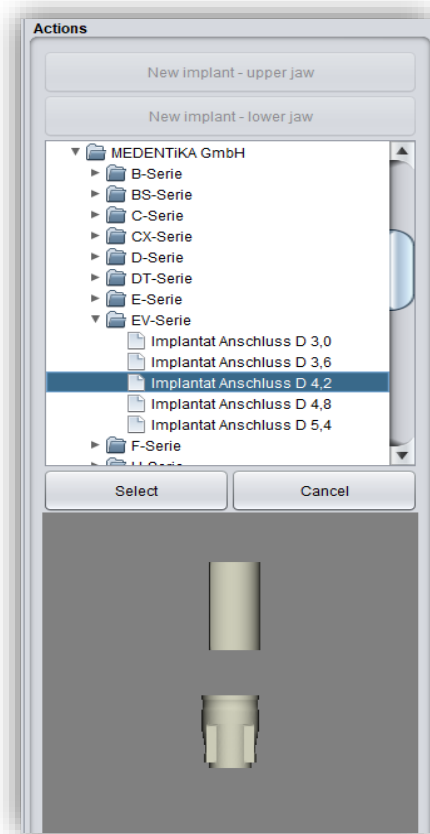 Actions
New implant - upper jaw
New implant - lower jaw
MEDENTiKA GmbH
B-Serie
BS-Serie
C-Serie
CX-Serie
D-Serie
DT-Serie
E-Serie
EV-Serie
Implantat Anschluss D 3,0
Implantat Anschluss D 3,6
Implantat Anschluss D 4,2
Implantat Anschluss D 4,8
Implantat Anschluss D 5,4
F-Serie
Select Cancel